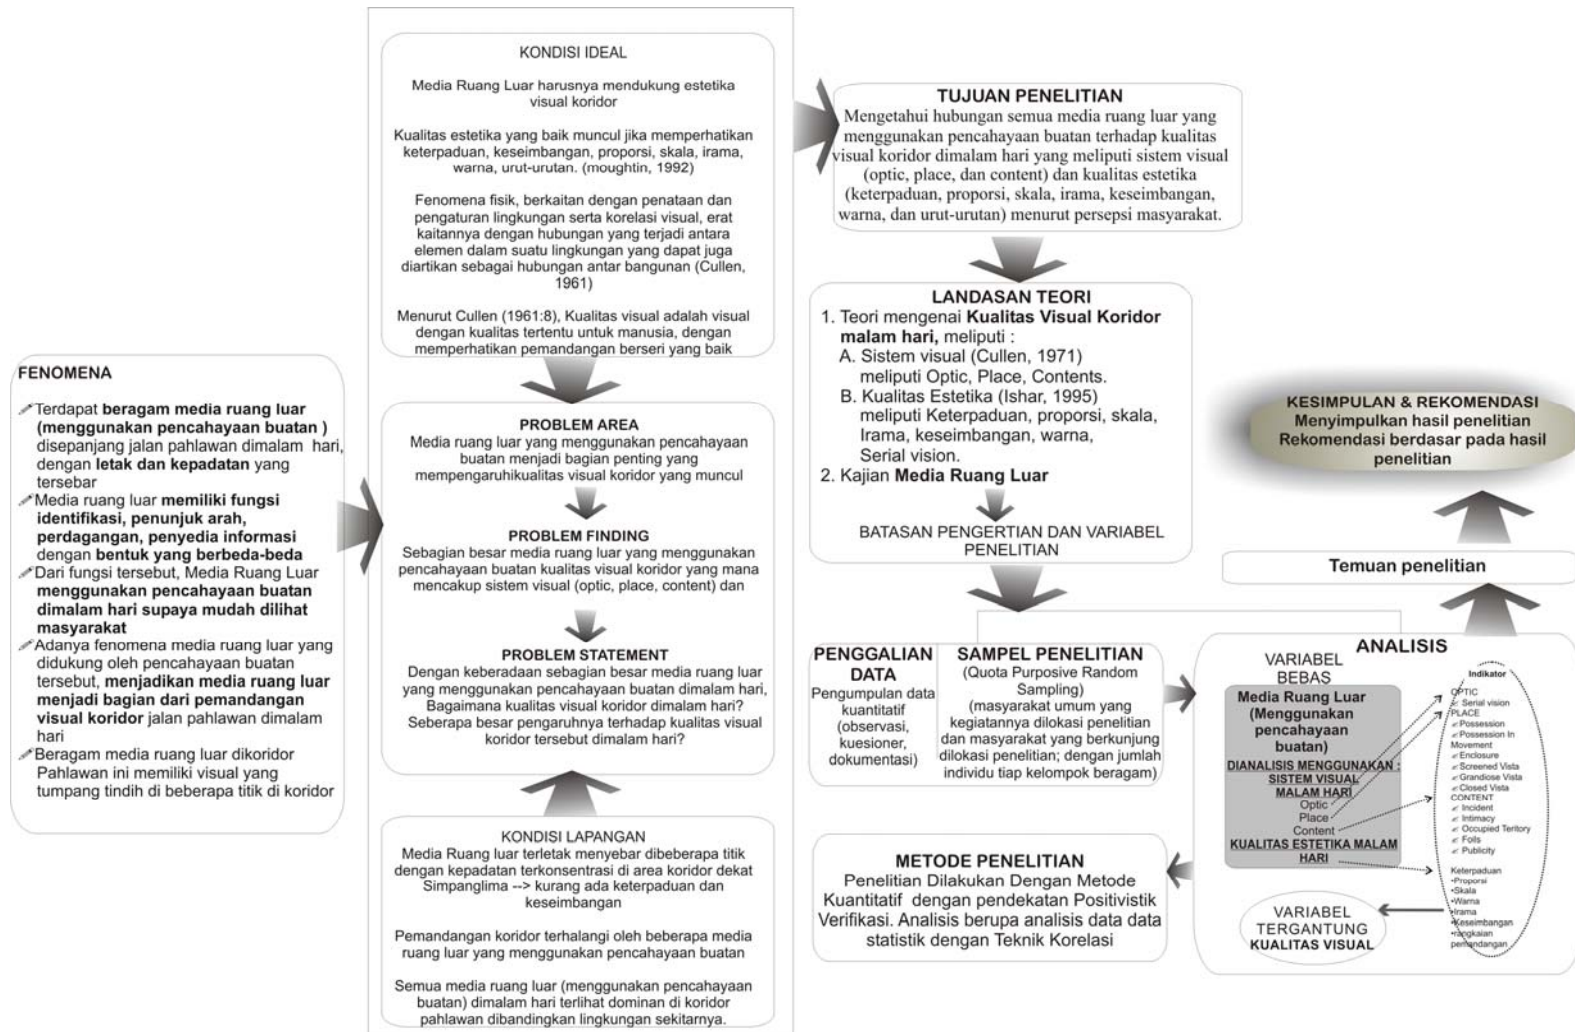 FENOMENA
Terdapat beragam media ruang luar
(menggunakan pencahayaan buatan )
disepanjang jalan pahlawan dimalam hari,
dengan letak dan kepadatan yang
tersebar
Media ruang luar memiliki fungsi
identifikasi, penunjuk arah,
perdagangan, penyedia informasi
dengan bentuk yang berbeda-beda
Dari fungsi tersebut, Media Ruang Luar
menggunakan pencahayaan buatan
dimalam hari supaya mudah dilihat
masyarakat
Adanya fenomena media ruang luar yang
didukung oleh pencahayaan buatan
tersebut, menjadikan media ruang luar
menjadi bagian dari pemandangan
visual koridor jalan pahlawan dimalam
hari
Beragam media ruang luar dikoridor
Pahlawan ini memiliki visual yang
tumpang tindih di beberapa titik di koridor
KONDISI IDEAL
Media Ruang Luar harusnya mendukung estetika
visual koridor
Kualitas estetika yang baik muncul jika memperhatikan
keterpaduan, keseimbangan, proporsi, skala, irama,
warna, urut-urutan. (moughtin, 1992)
Fenomena fisik, berkaitan dengan penataan dan
pengaturan lingkungan serta korelasi visual, erat
kaitannya dengan hubungan yang terjadi antara
elemen dalam suatu lingkungan yang dapat juga
diartikan sebagai hubungan antar bangunan (Cullen,
1961)
Menurut Cullen (1961:8), Kualitas visual adalah visual
dengan kualitas tertentu untuk manusia, dengan
memperhatikan pemandangan berseri yang baik
PROBLEM AREA
Media ruang luar yang menggunakan pencahayaan
buatan menjadi bagian penting yang
mempengaruhikualitas visual koridor yang muncul
PROBLEM FINDING
Sebagian besar media ruang luar yang menggunakan
pencahayaan buatan kualitas visual koridor yang mana
mencakup sistem visual (optic, place, content) dan
PROBLEM STATEMENT
Dengan keberadaan sebagian besar media ruang luar
yang menggunakan pencahayaan buatan dimalam hari,
Bagaimana kualitas visual koridor dimalam hari?
Seberapa besar pengaruhnya terhadap kualitas visual
koridor tersebut dimalam hari?
KONDISI LAPANGAN
Media Ruang luar terletak menyebar dibeberapa titik
dengan kepadatan terkonsentrasi di area koridor dekat
Simpanglima --> kurang ada keterpaduan dan
keseimbangan
Pemandangan koridor terhalangi oleh beberapa media
ruang luar yang menggunakan pencahayaan buatan
Semua media ruang luar (menggunakan pencahayaan
buatan) dimalam hari terlihat dominan di koridor
pahlawan dibandingkan lingkungan sekitarnya.
TUJUAN PENELITIAN
Mengetahui hubungan semua media ruang luar yang
menggunakan pencahayaan buatan terhadap kualitas
visual koridor dimalam hari yang meliputi sistem visual
(optic, place, dan content) dan kualitas estetika
(keterpaduan, proporsi, skala, irama, keseimbangan,
warna, dan urut-urutan) menurut persepsi masyarakat.
LANDASAN TEORI
1. Teori mengenai Kualitas Visual Koridor
malam hari, meliputi :
A. Sistem visual (Cullen, 1971)
meliputi Optic, Place, Contents.
B. Kualitas Estetika (Ishar, 1995)
meliputi Keterpaduan, proporsi, skala,
Irama, keseimbangan, warna,
Serial vision.
2. Kajian Media Ruang Luar
BATASAN PENGERTIAN DAN VARIABEL
PENELITIAN
PENGGALIAN
DATA
Pengumpulan data
kuantitatif
(observasi,
kuesioner,
dokumentasi)
SAMPEL PENELITIAN
(Quota Purposive Random
Sampling)
(masyarakat umum yang
kegiatannya dilokasi penelitian
dan masyarakat yang berkunjung
dilokasi penelitian; dengan jumlah
individu tiap kelompok beragam)
METODE PENELITIAN
Penelitian Dilakukan Dengan Metode
Kuantitatif dengan pendekatan Positivistik
Verifikasi. Analisis berupa analisis data data
statistik dengan Teknik Korelasi
KESIMPULAN & REKOMENDASI
Menyimpulkan hasil penelitian
Rekomendasi berdasar pada hasil
penelitian
Temuan penelitian
ANALISIS
VARIABEL
BEBAS
Media Ruang Luar
(Menggunakan
pencahayaan
buatan)
DIANALISIS MENGGUNAKAN :
SISTEM VISUAL
MALAM HARI
Optic
Place
Content
KUALITAS ESTETIKA MALAM
HARI
VARIABEL
TERGANTUNG
KUALITAS VISUAL
Indikator
OPTIC
Serial vision
PLACE
Possession
Possession In
Movement
Enclosure
Screened Vista
Grandiose Vista
Closed Vista
CONTENT
Incident
Intimacy
Occupied Teritory
Foils
Publicity
Keterpaduan
•Proporsi
•Skala
•Warna
•Irama
•Keseimbangan
•rangkaian
pemandangan